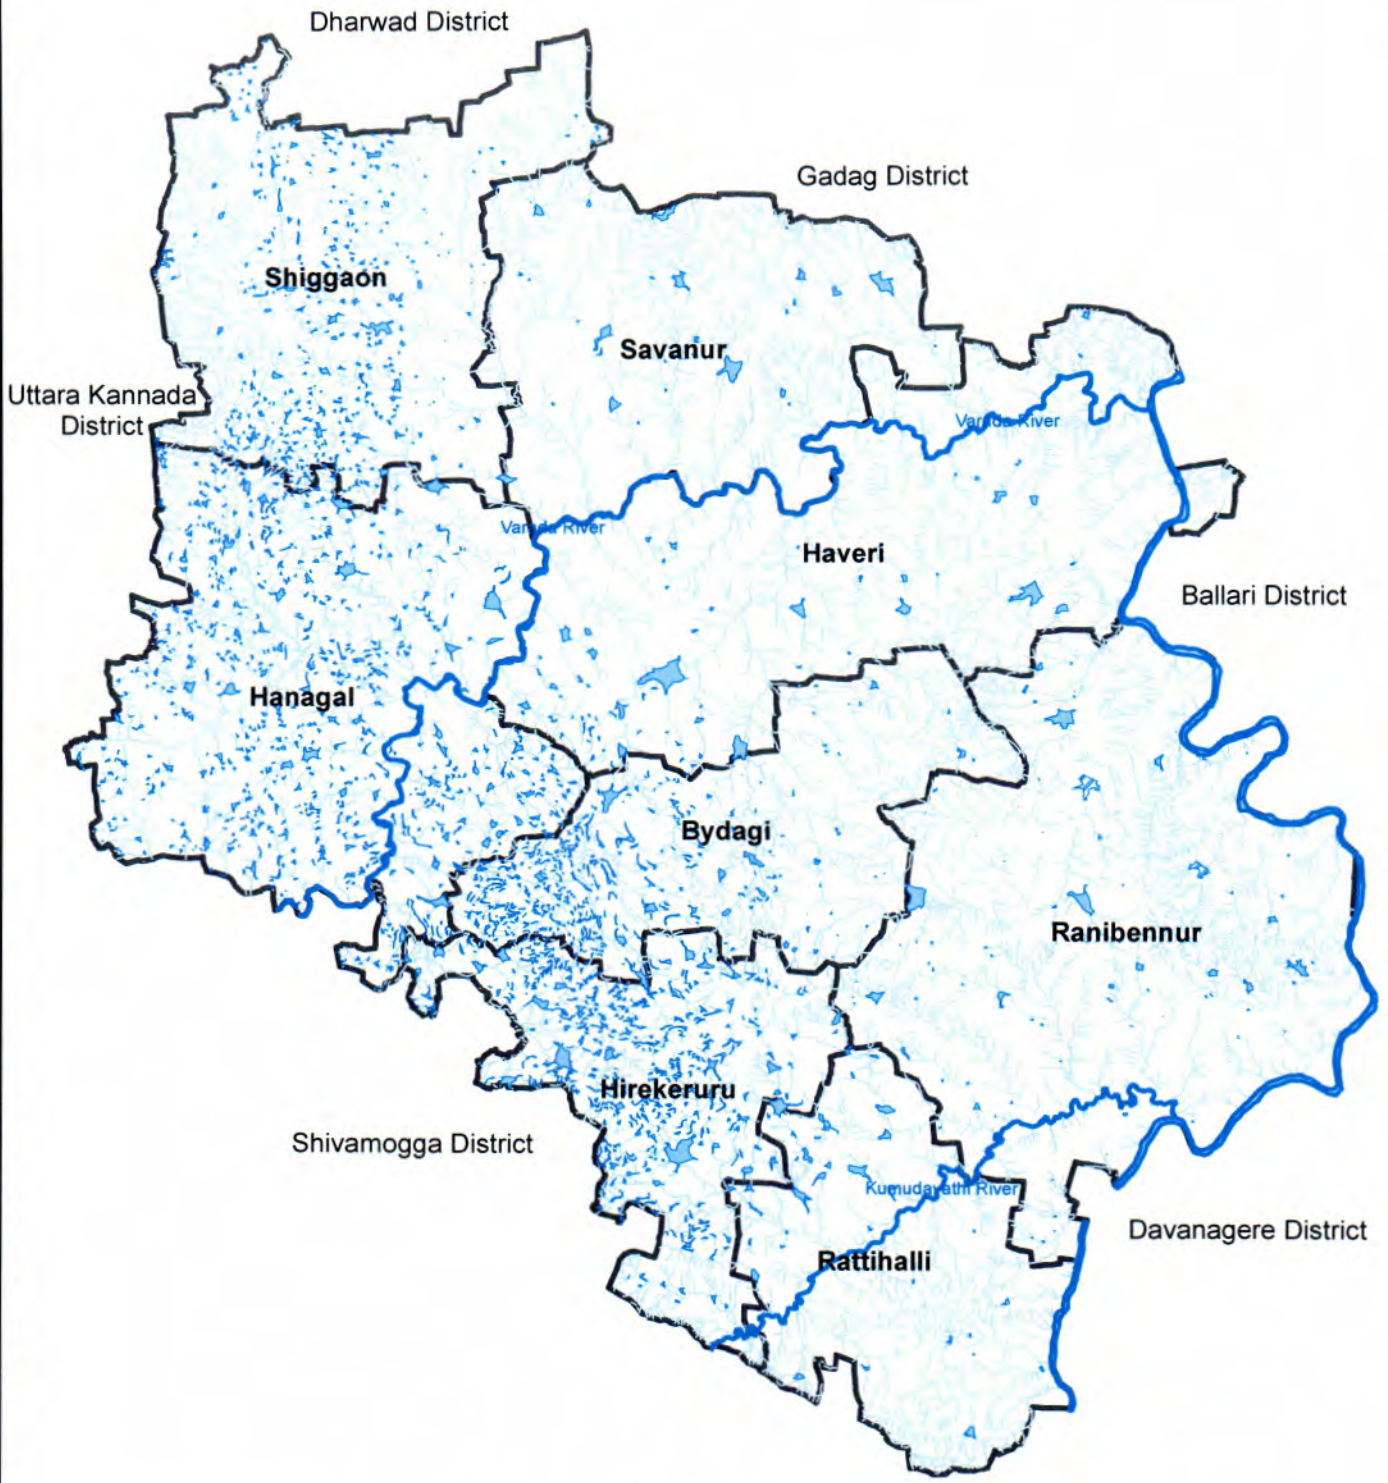 Dharwad District
Gadag District
Shiggaon
Savanur
Uttara Kannada
District
Varada River
Varada River
Haveri
Ballari District
Hanagal
Bydagi
Ranibennur
Hirekeruru
Shivamogga District
Kumudavathi River
Davanagere District
Rattihalli